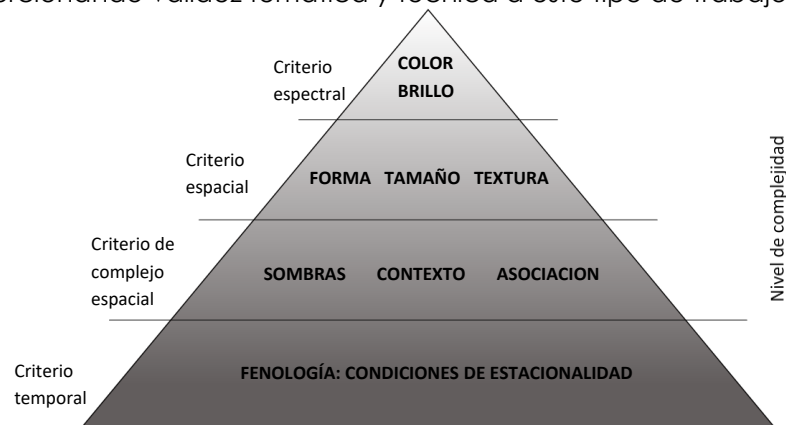 proporcionando validez temática y técnica a este tipo de trabajo
Criterio
espectral
COLOR
BRILLO
Criterio
espacial
FORMA TAMAÑO TEXTURA
Criterio de
complejo
espacial
SOMBRAS CONTEXTO ASOCIACION
Criterio
temporal
FENOLOGÍA: CONDICIONES DE ESTACIONALIDAD
Nivel de complejidad